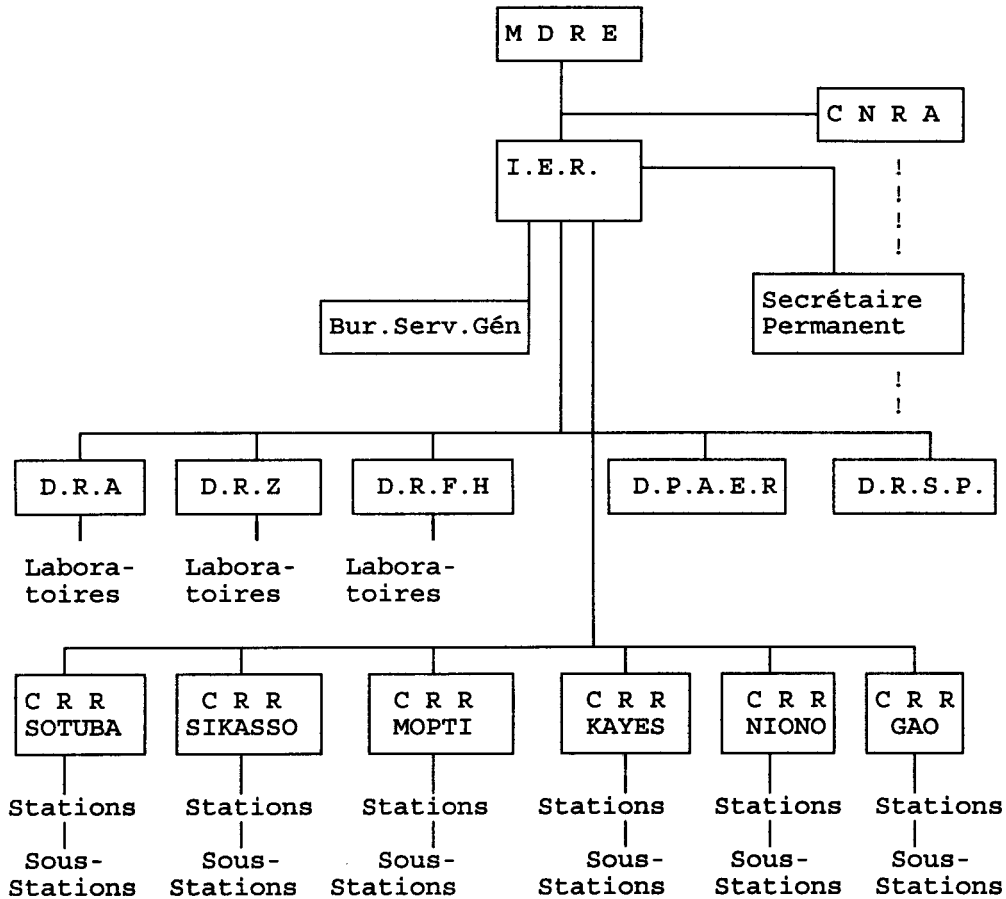 M D R E
C N R A
I.E.R.
!
!
!
!
Secrétaire
Permanent
Bur.Serv.Gén
!
!
D.R.A D.R.Z D.R.F.H D.P.A.E.R D.R.S.P.
Labora- Labora- Labora-
toires toires toires
C R R C R R C R R C R R C R R C R R
SOTUBA SIKASSO MOPTI KAYES NIONO GAO
Stations Stations Stations Stations Stations Stations
Sous- Sous- Sous- Sous- Sous- Sous-
Stations Stations Stations Stations Stations Stations